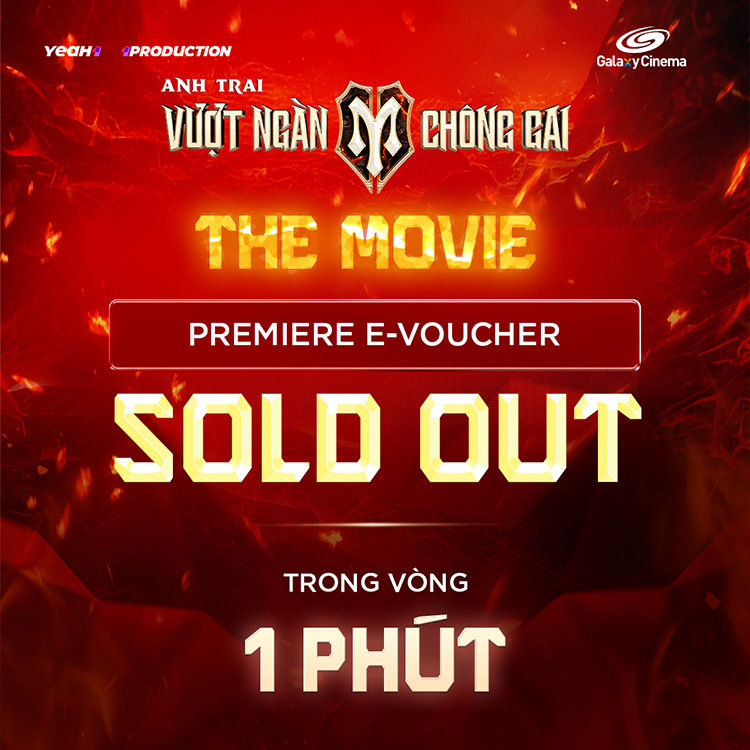 YEAH1 1PRODUCTION
Galaxy Cinema
ANH TRAI
VƯỢT NGÀN CHÔNG GAI
THE MOVIE
PREMIERE E-VOUCHER
SOLD OUT
TRONG VÒNG
1 PHÚT